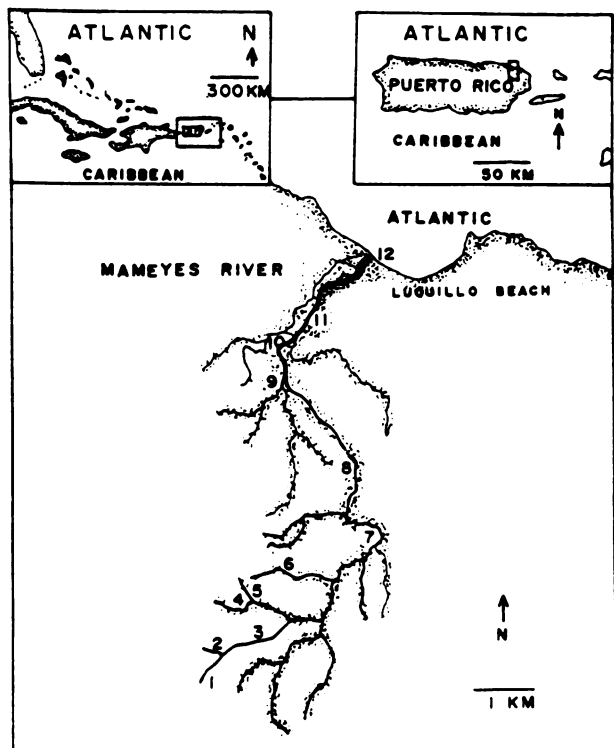 ATLANTIC N
300 KM
CARIBBEAN
ATLANTIC
PUERTO RICO
N
CARIBBEAN
50 KM
ATLANTIC
12
MAMEYES RIVER
LUQUILLO BEACH
11
10
9
8
7
6
5
4
3
2
1
N
1 KM